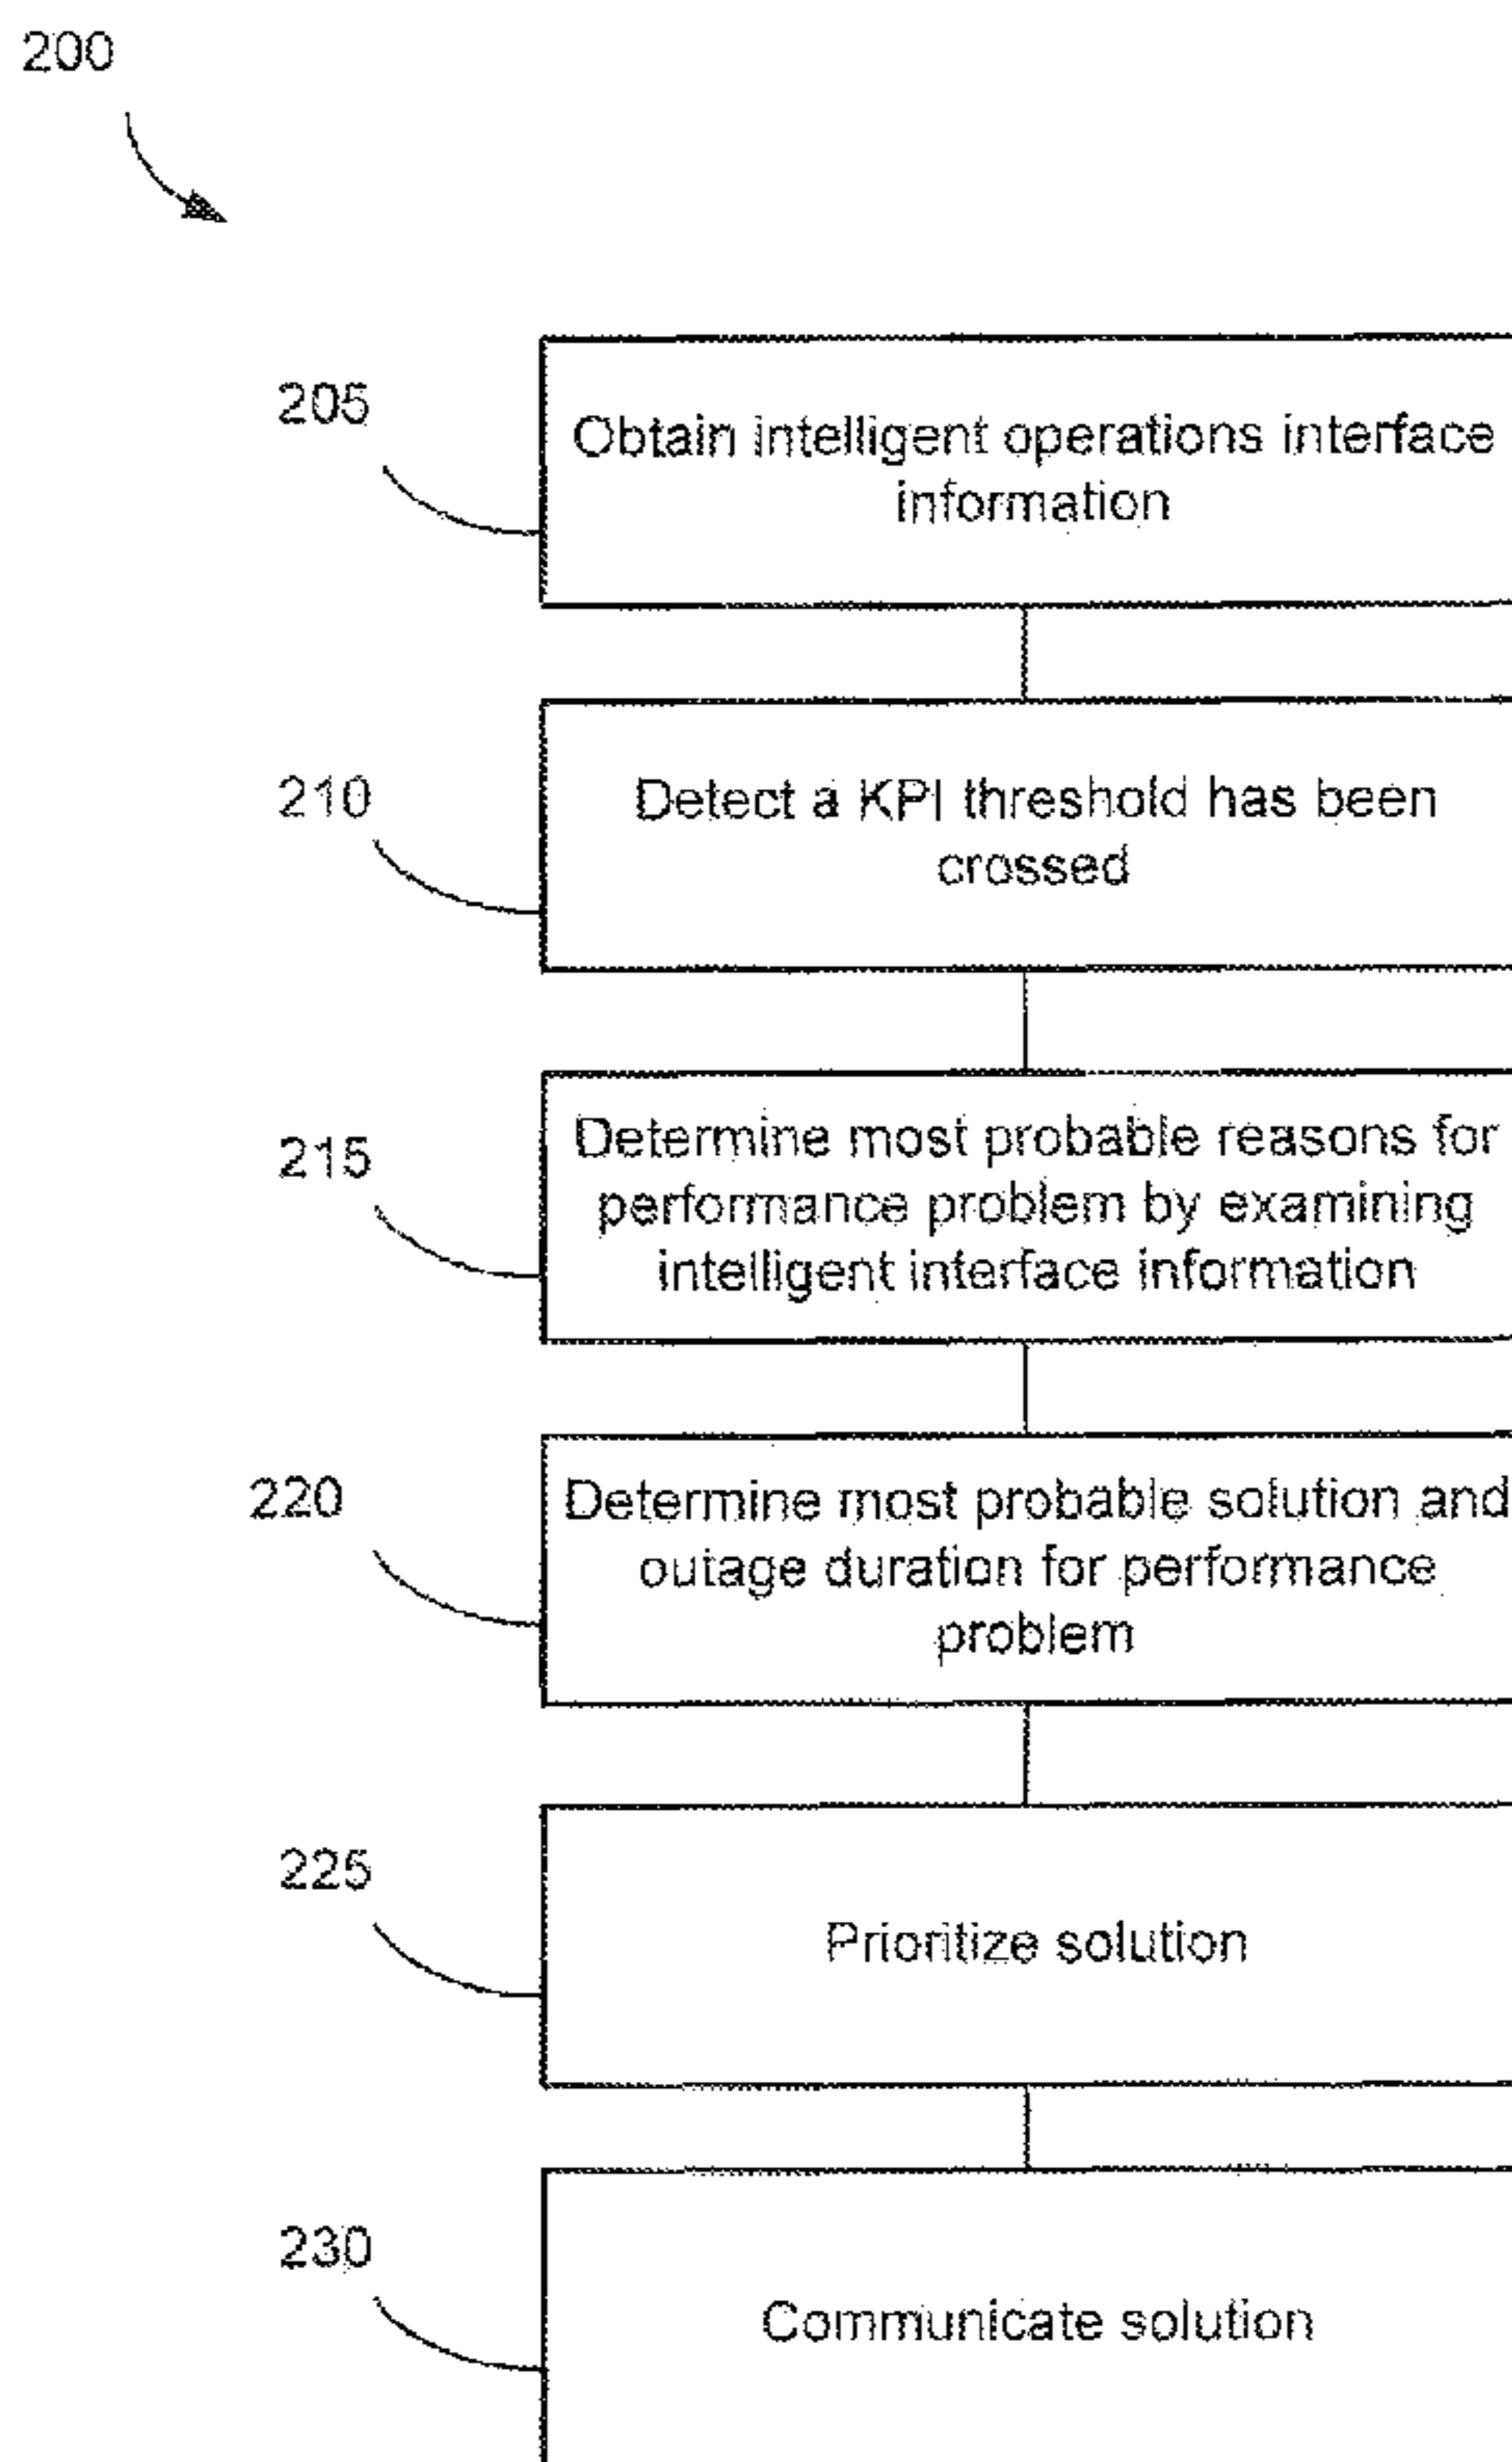 200
205
Obtain intelligent operations interface
information
210
Detect a KPI threshold has been
crossed
215
Determine most probable reasons for
performance problem by examining
intelligent interface information
220
Determine most probable solution and
outage duration for performance
problem
225
Prioritize solution
230
Communicate solution